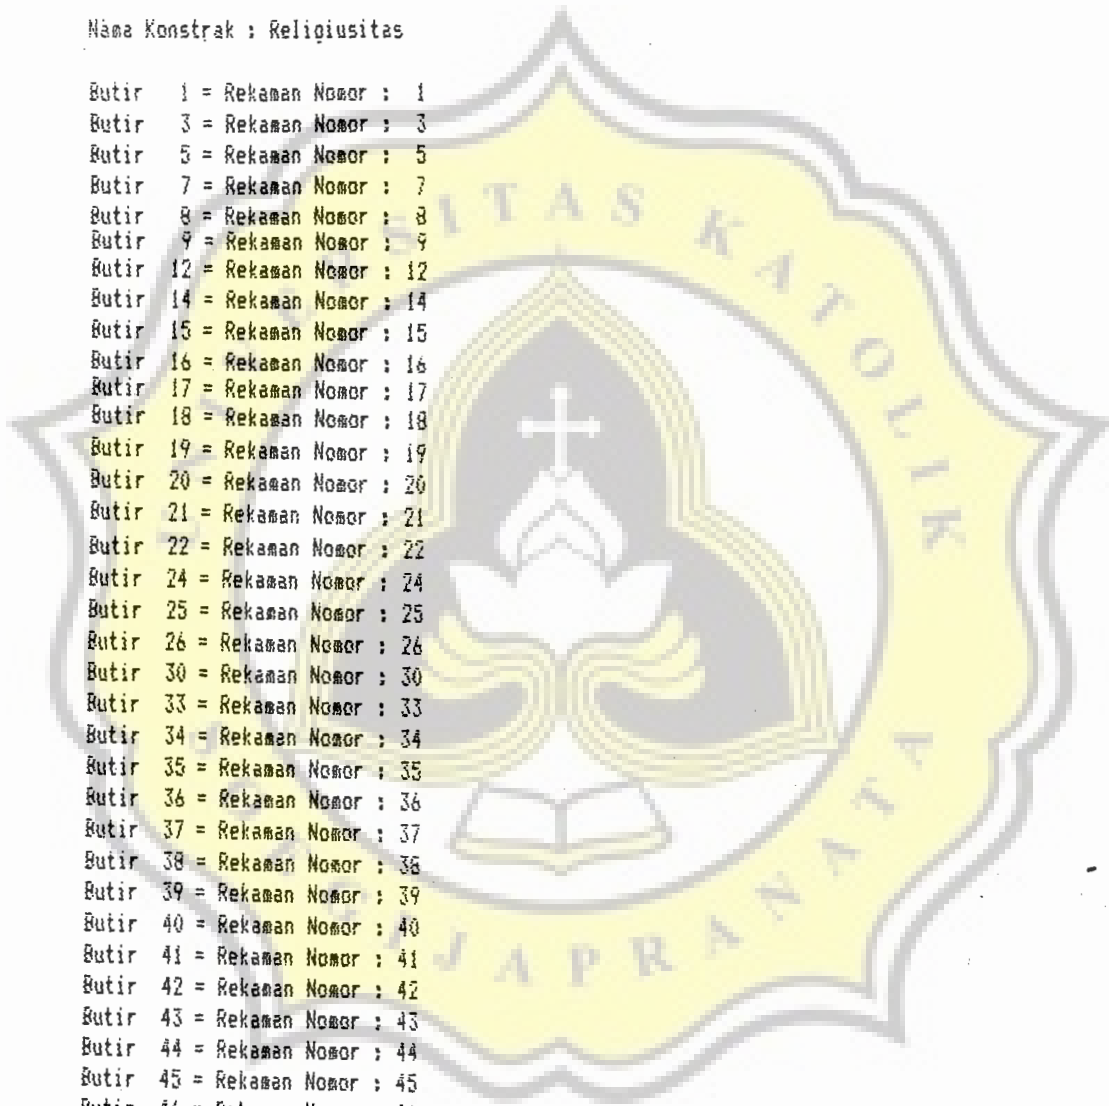 Nama Konstrak : Religiusitas
Butir 1 = Rekaman Nomor : 1
Butir 3 = Rekaman Nomor : 3
Butir 5 = Rekaman Nomor : 5
Butir 7 = Rekaman Nomor : 7
Butir 8 = Rekaman Nomor : 8
Butir 9 = Rekaman Nomor : 9
Butir 12 = Rekaman Nomor : 12
Butir 14 = Rekaman Nomor : 14
Butir 15 = Rekaman Nomor : 15
Butir 16 = Rekaman Nomor : 16
Butir 17 = Rekaman Nomor : 17
Butir 18 = Rekaman Nomor : 18
Butir 19 = Rekaman Nomor : 19
Butir 20 = Rekaman Nomor : 20
Butir 21 = Rekaman Nomor : 21
Butir 22 = Rekaman Nomor : 22
Butir 24 = Rekaman Nomor : 24
Butir 25 = Rekaman Nomor : 25
Butir 26 = Rekaman Nomor : 26
Butir 30 = Rekaman Nomor : 30
Butir 33 = Rekaman Nomor : 33
Butir 34 = Rekaman Nomor : 34
Butir 35 = Rekaman Nomor : 35
Butir 36 = Rekaman Nomor : 36
Butir 37 = Rekaman Nomor : 37
Butir 38 = Rekaman Nomor : 38
Butir 39 = Rekaman Nomor : 39
Butir 40 = Rekaman Nomor : 40
Butir 41 = Rekaman Nomor : 41
Butir 42 = Rekaman Nomor : 42
Butir 43 = Rekaman Nomor : 43
Butir 44 = Rekaman Nomor : 44
Butir 45 = Rekaman Nomor : 45
KATOLIK